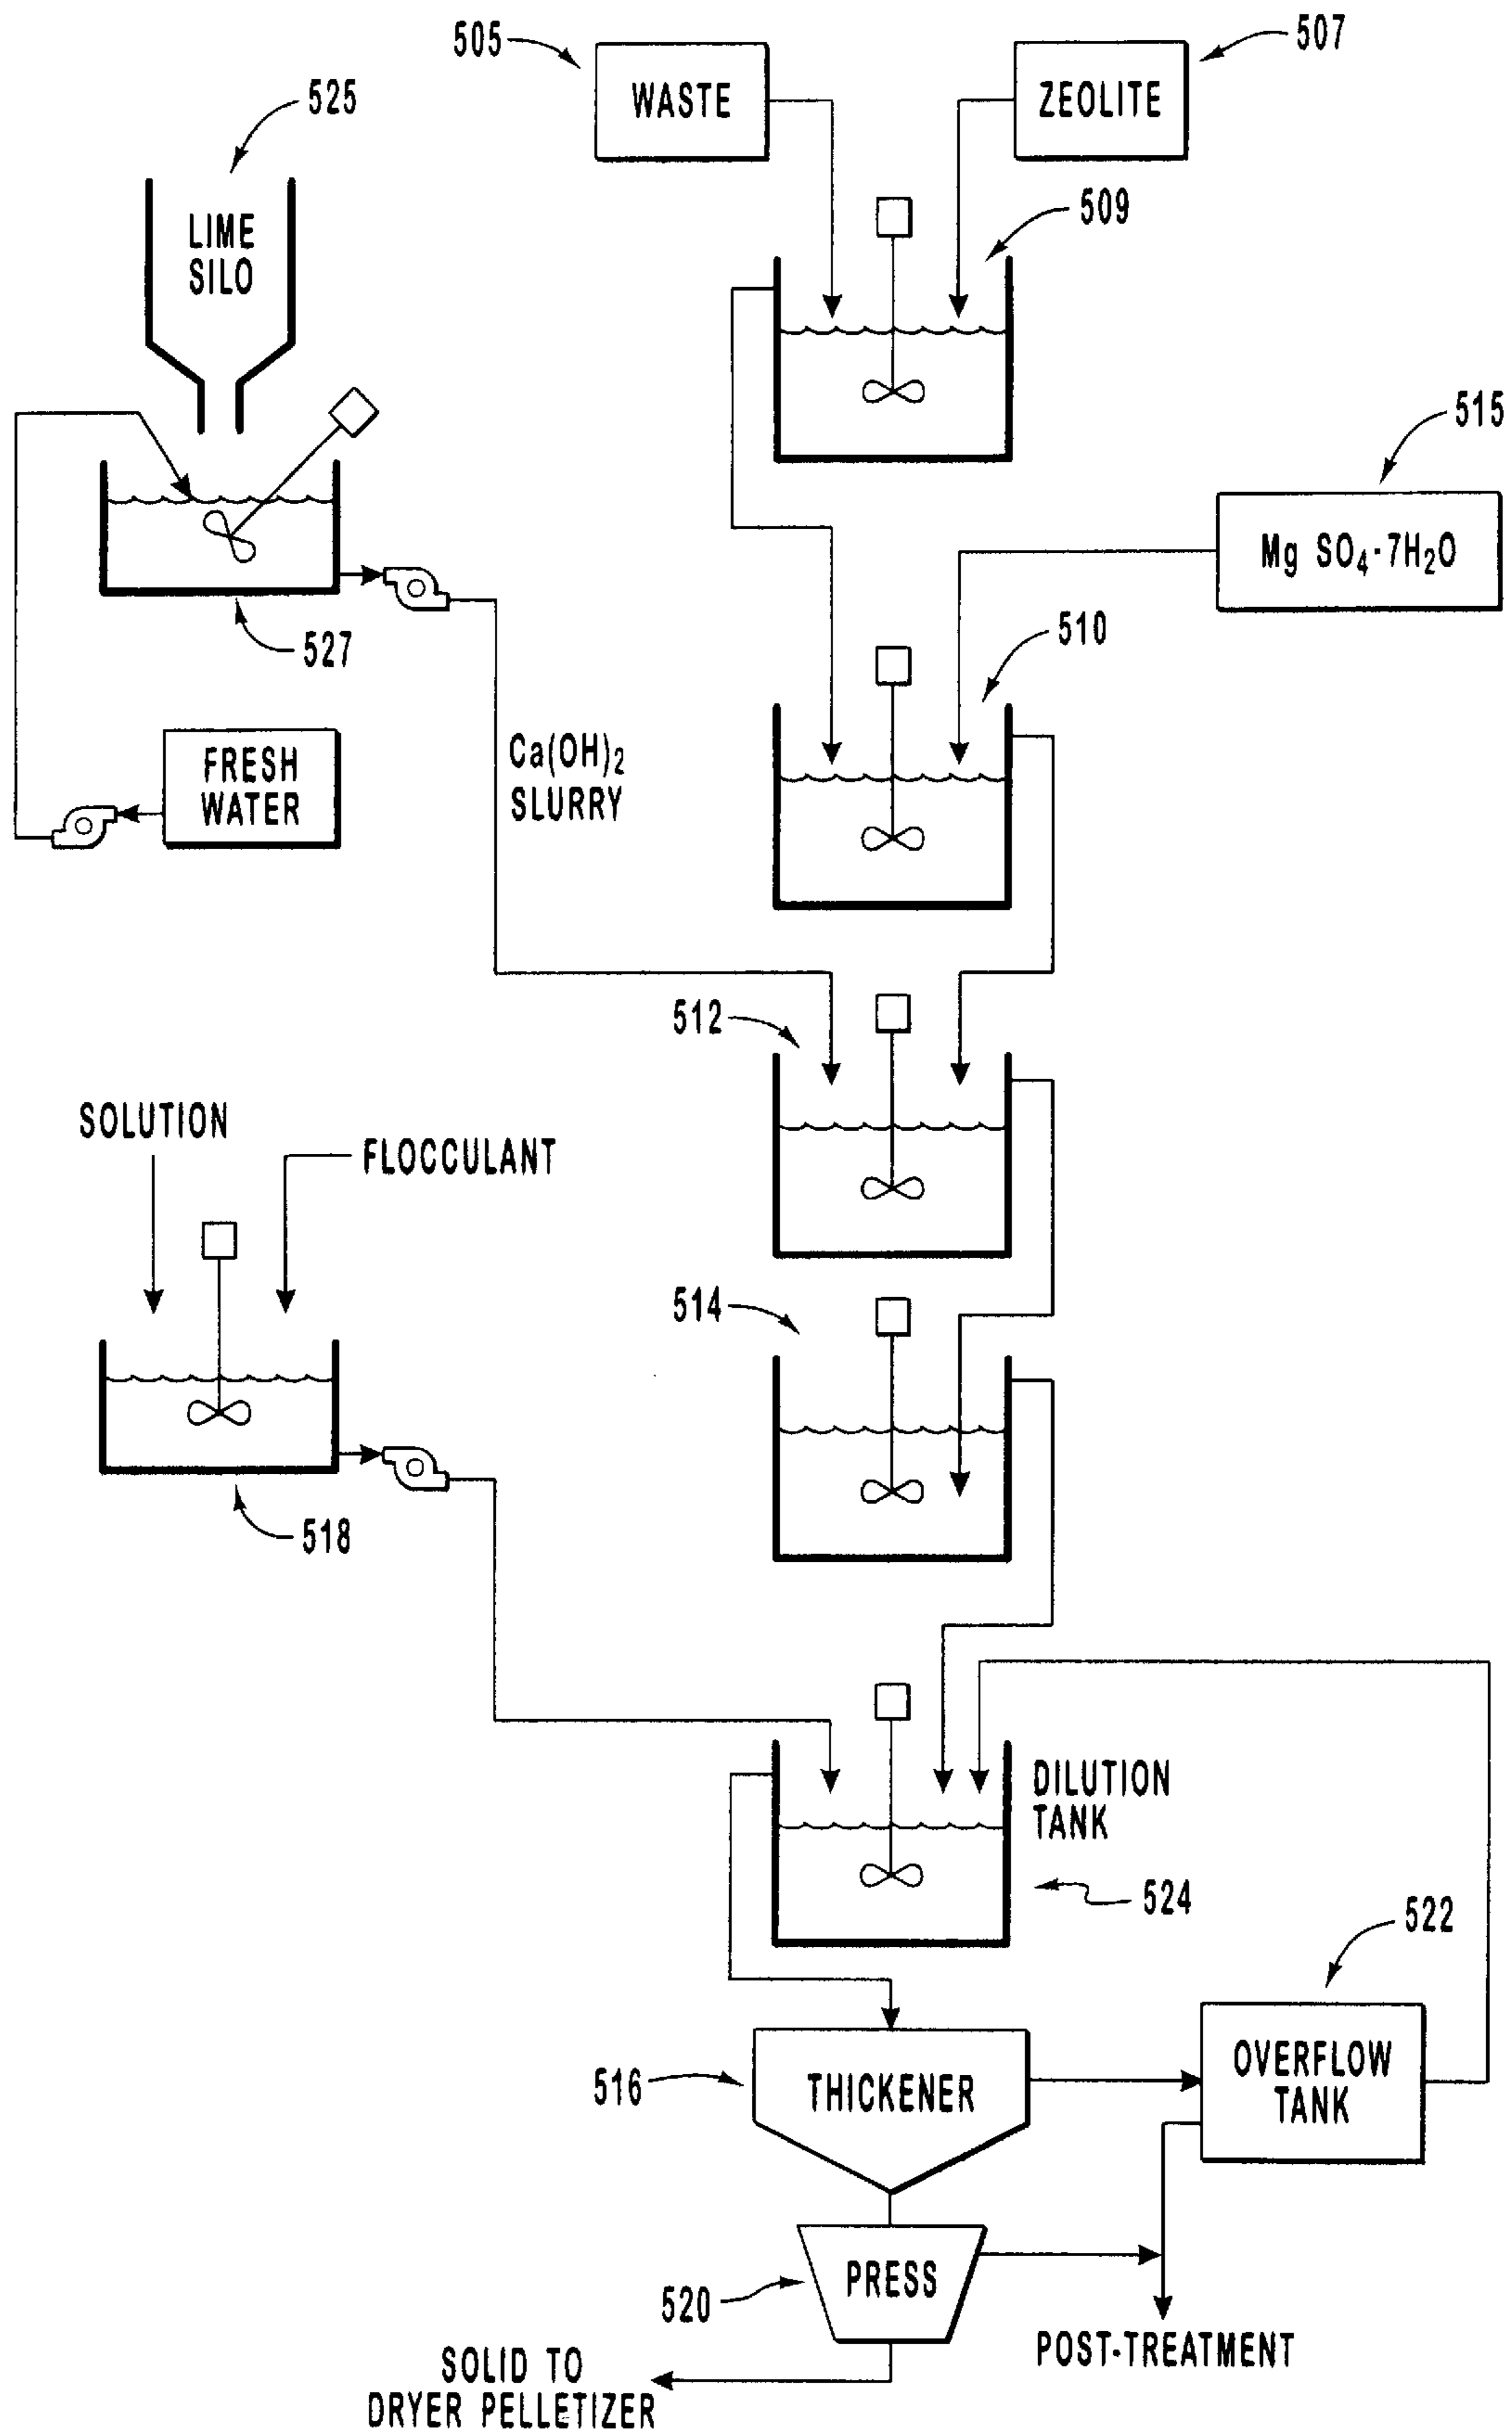 505
WASTE
ZEOLITE
507
525
LIME
SILO
509
515
Mg SO₄·7H₂O
527
510
FRESH
WATER
Ca(OH)₂
SLURRY
512
SOLUTION
FLOCCULANT
514
518
DILUTION
TANK
524
522
OVERFLOW
TANK
516
THICKENER
PRESS
520
POST-TREATMENT
SOLID TO
DRYER PELLETIZER